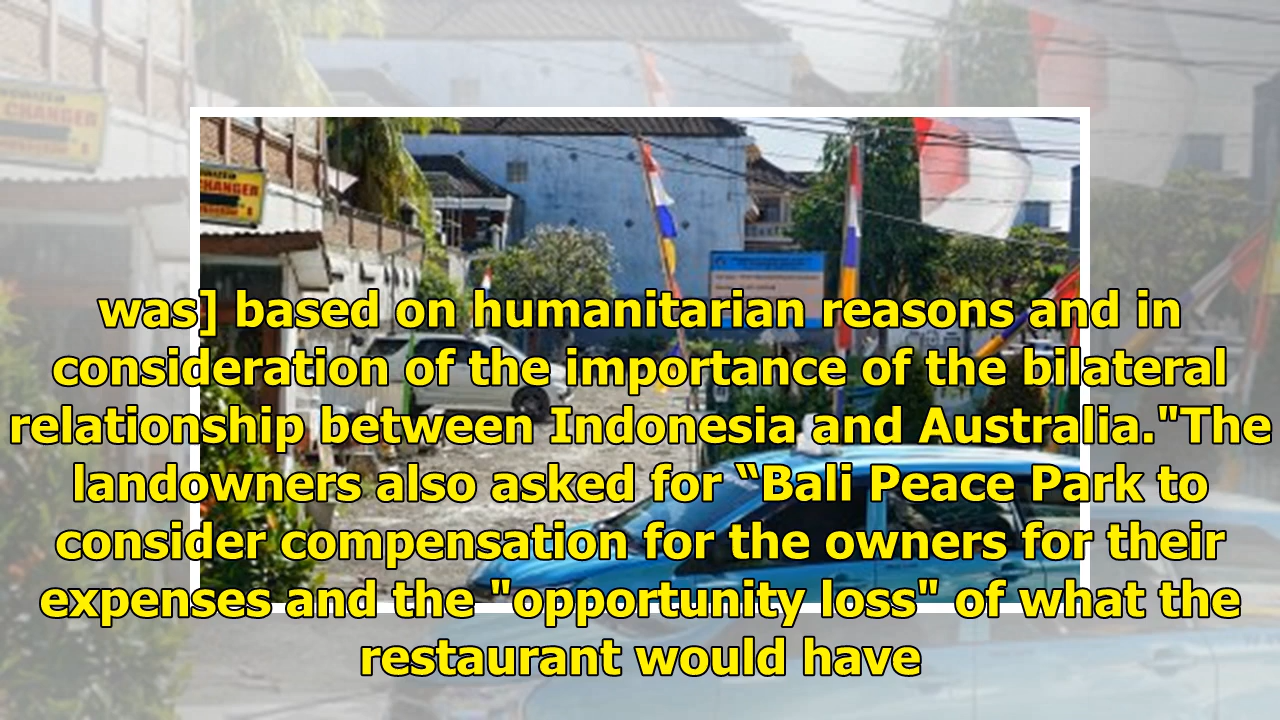 CHANGER
was] based on humanitarian reasons and in
consideration of the importance of the bilateral
relationship between Indonesia and Australia."The
landowners also asked for “Bali Peace Park to
consider compensation for the owners for their
expenses and the "opportunity loss" of what the
restaurant would have